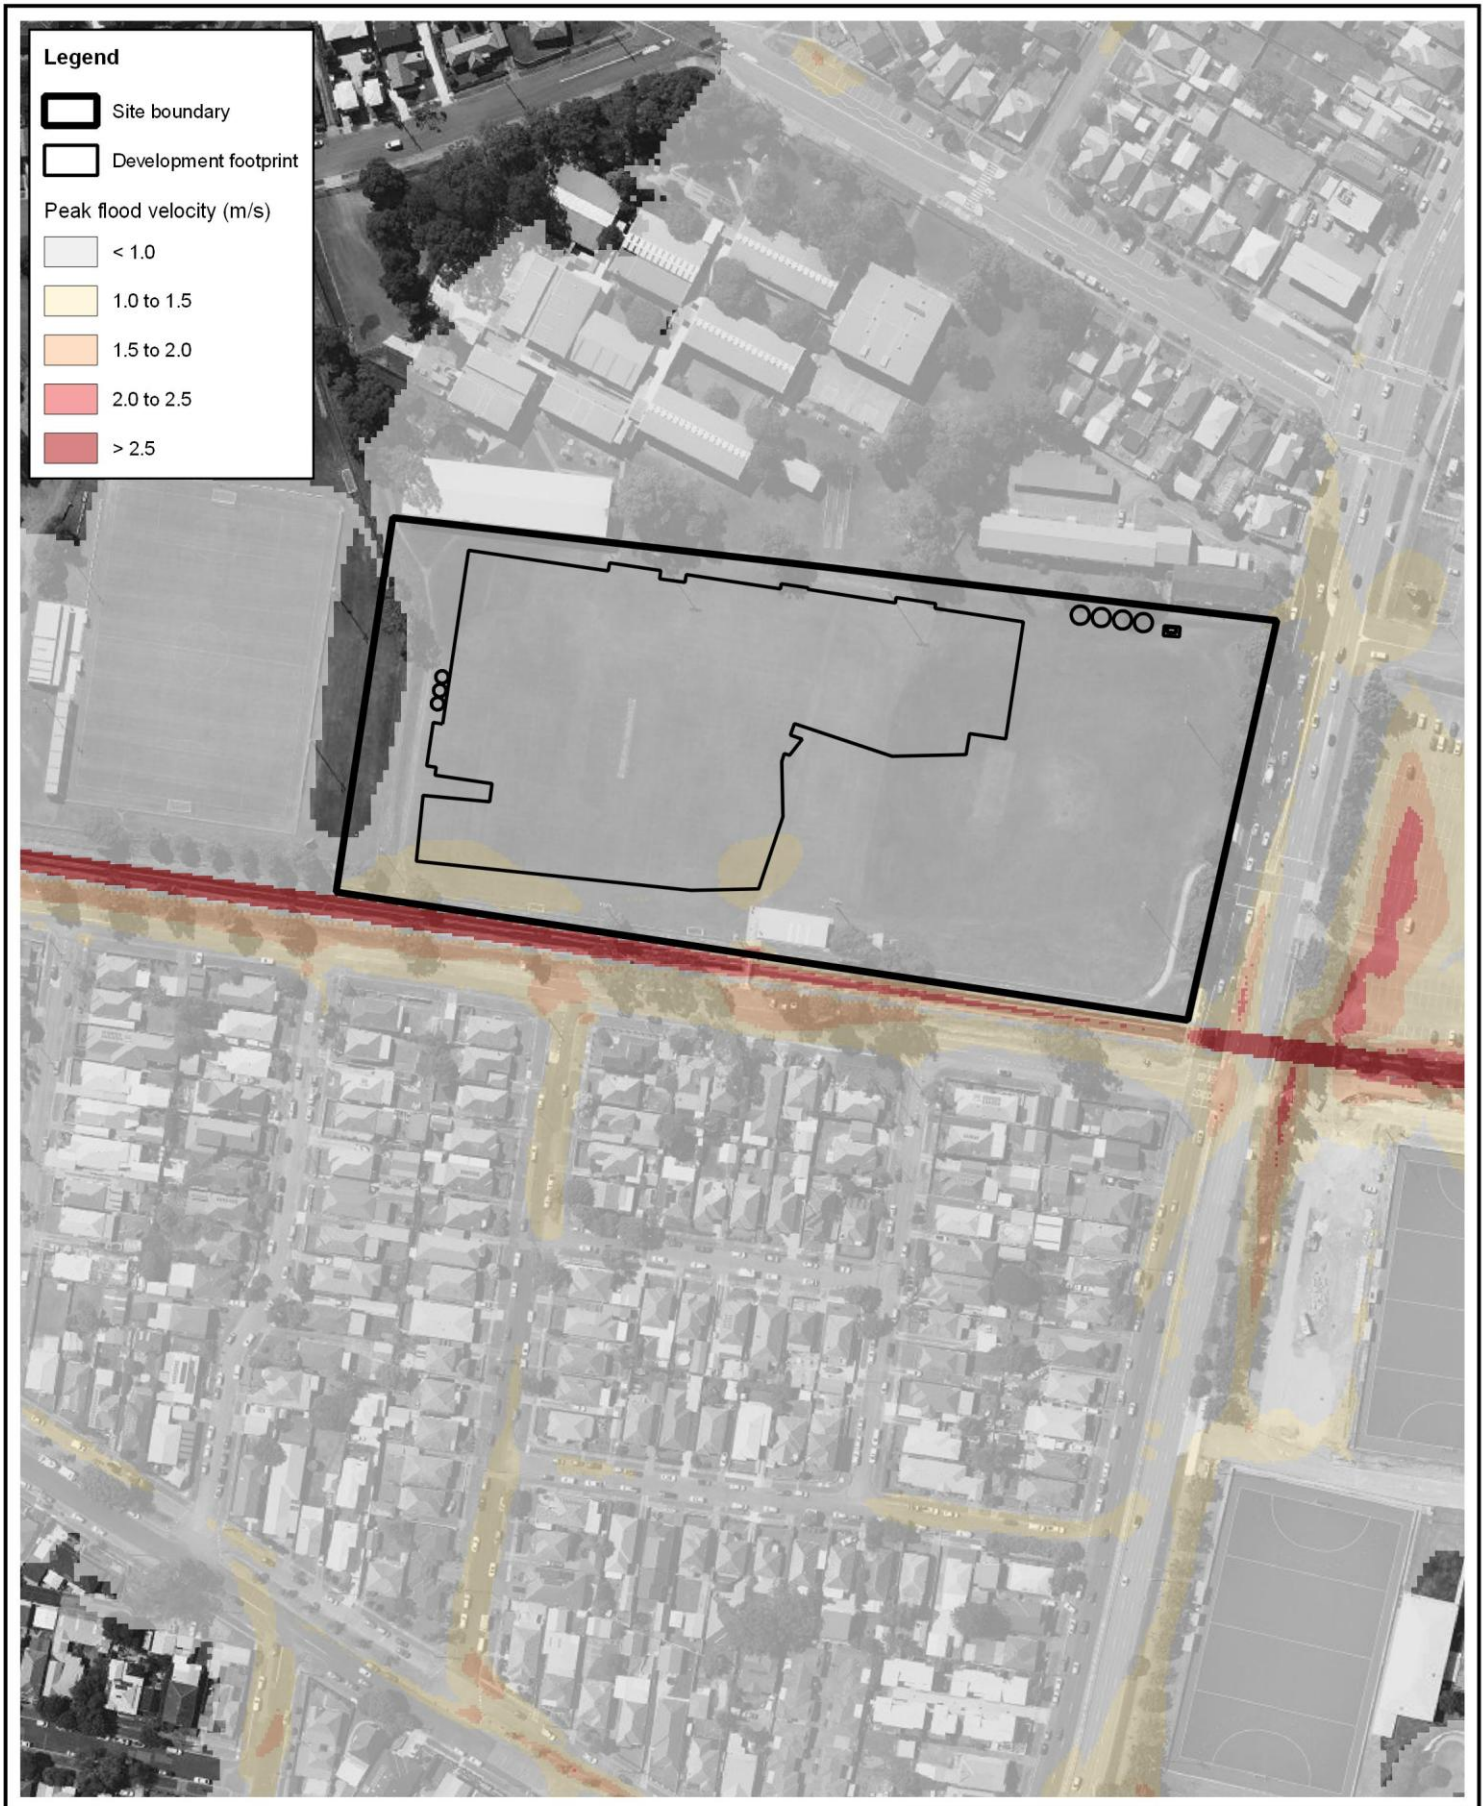 Legend
Site boundary
Development footprint
Peak flood velocity (m/s)
< 1.0
1.0 to 1.5
1.5 to 2.0
2.0 to 2.5
> 2.5